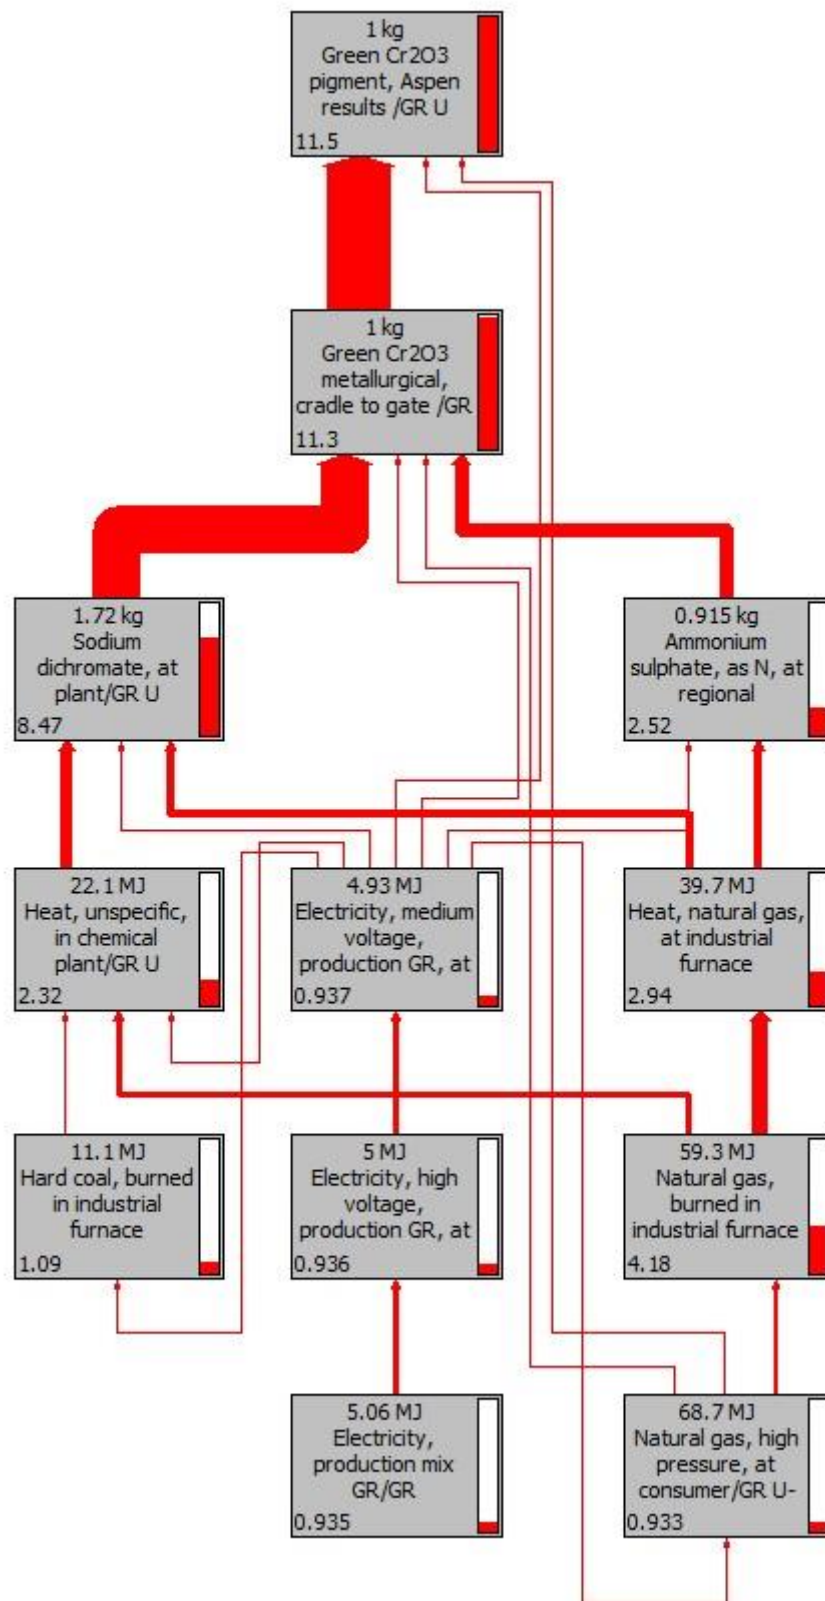 1 kg
Green Cr2O3
pigment, Aspen
results /GR U
11.5
1 kg
Green Cr2O3
metallurgical,
cradle to gate /GR
11.3
1.72 kg
Sodium
dichromate, at
plant/GR U
8.47
0.915 kg
Ammonium
sulphate, as N, at
regional
2.52
22.1 MJ
Heat, unspecific,
in chemical
plant/GR U
2.32
4.93 MJ
Electricity, medium
voltage,
production GR, at
0.937
39.7 MJ
Heat, natural gas,
at industrial
furnace
2.94
11.1 MJ
Hard coal, burned
in industrial
furnace
1.09
5 MJ
Electricity, high
voltage,
production GR, at
0.936
59.3 MJ
Natural gas,
burned in
industrial furnace
4.18
5.06 MJ
Electricity,
production mix
GR/GR
0.935
68.7 MJ
Natural gas, high
pressure, at
consumer/GR U-
0.933